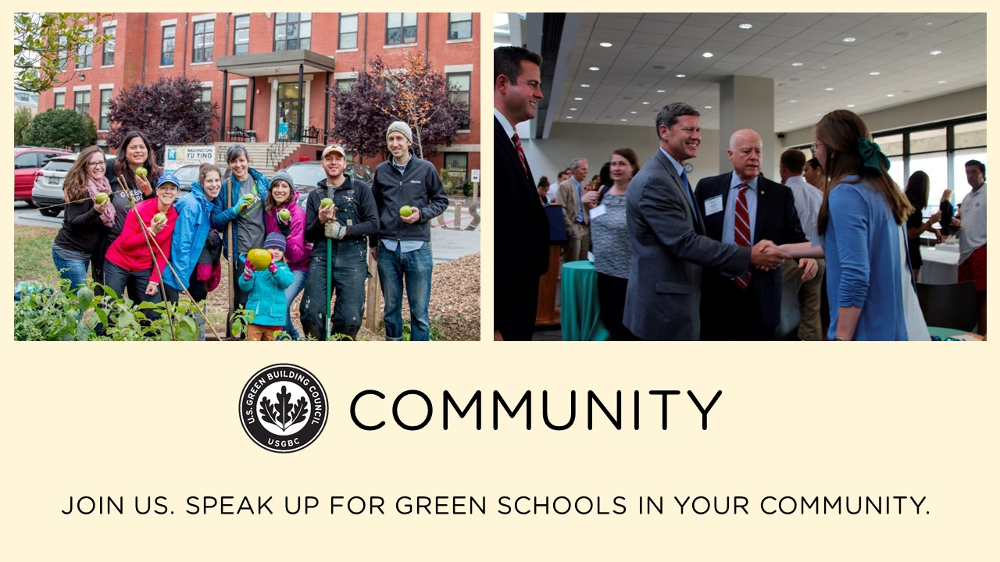 WASHINGTON
YU YING
U.S. GREEN BUILDING COUNCIL
USGBC
COMMUNITY
JOIN US. SPEAK UP FOR GREEN SCHOOLS IN YOUR COMMUNITY.